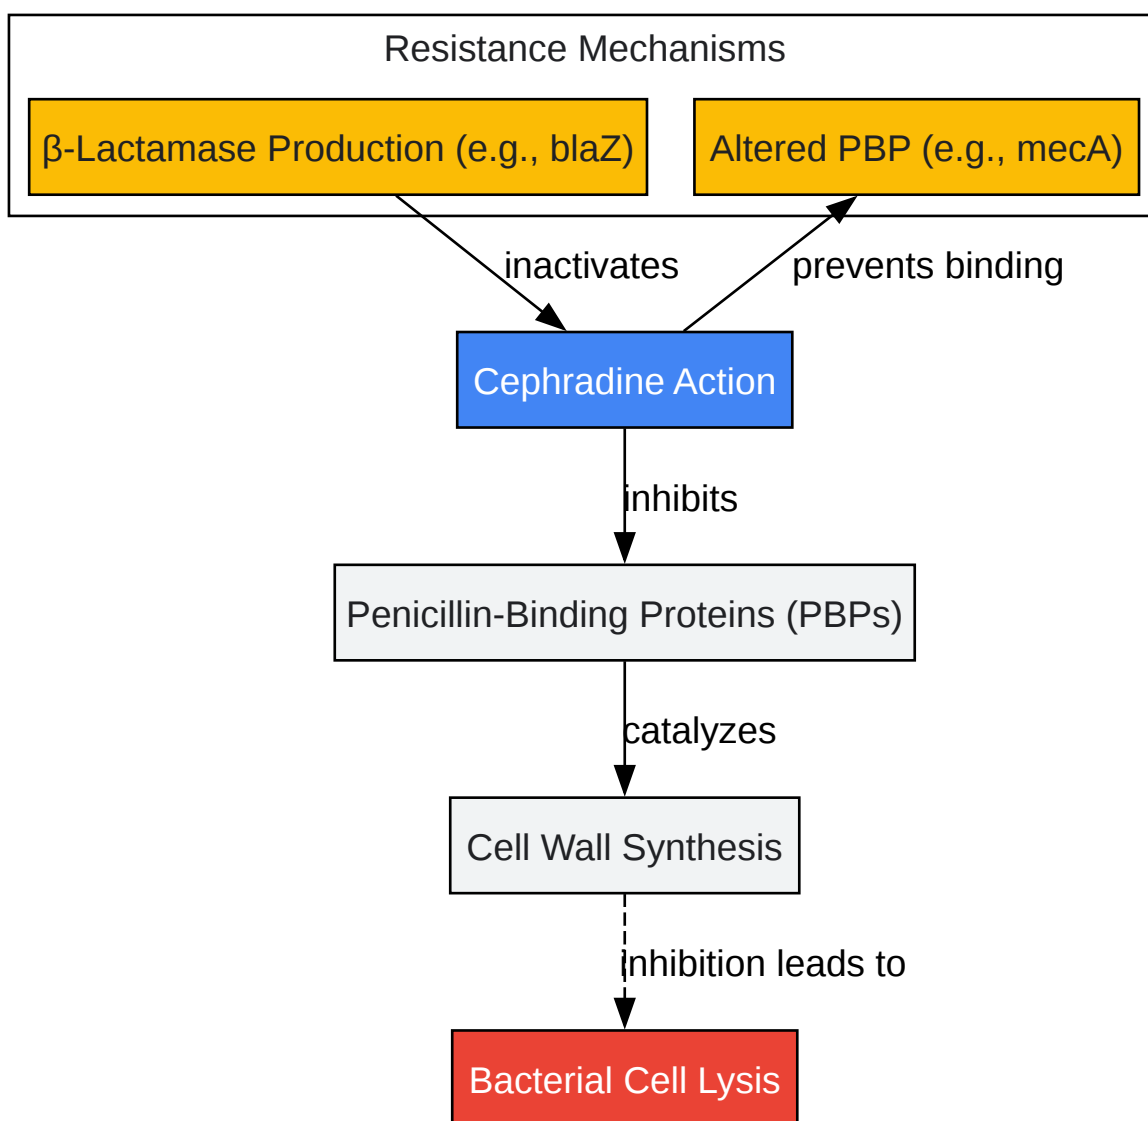 Resistance Mechanisms
β-Lactamase Production (e.g., blaZ)
Altered PBP (e.g., mecA)
inactivates
prevents binding
Cephradine Action
inhibits
Penicillin-Binding Proteins (PBPs)
catalyzes
Cell Wall Synthesis
inhibition leads to
Bacterial Cell Lysis